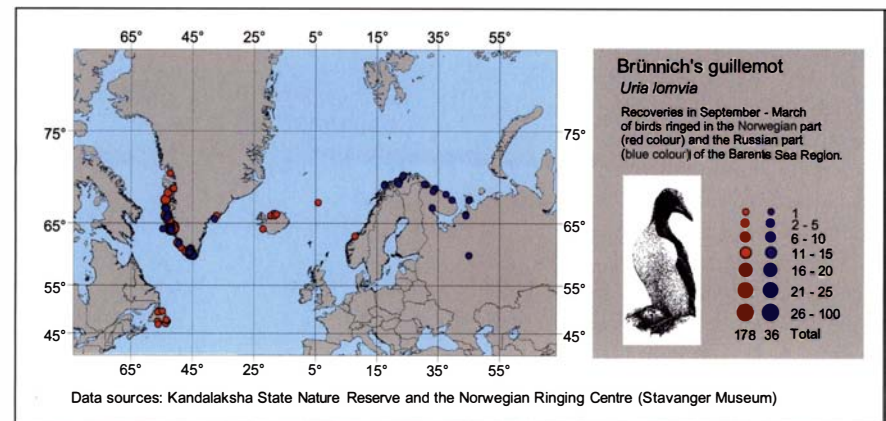 65° 45° 25° 5° 15° 35° 55°
75° 75°
65° 65°
55° 55°
45° 45°
65° 45° 25° 5° 15° 35° 55°
Brünnich's guillemot
Uria lomvia
Recoveries in September - March
of birds ringed in the Norwegian part
(red colour) and the Russian part
(blue colour) of the Barents Sea Region.
1
2 - 5
6 - 10
11 - 15
16 - 20
21 - 25
26 - 100
178 36 Total
Data sources: Kandalaksha State Nature Reserve and the Norwegian Ringing Centre (Stavanger Museum)